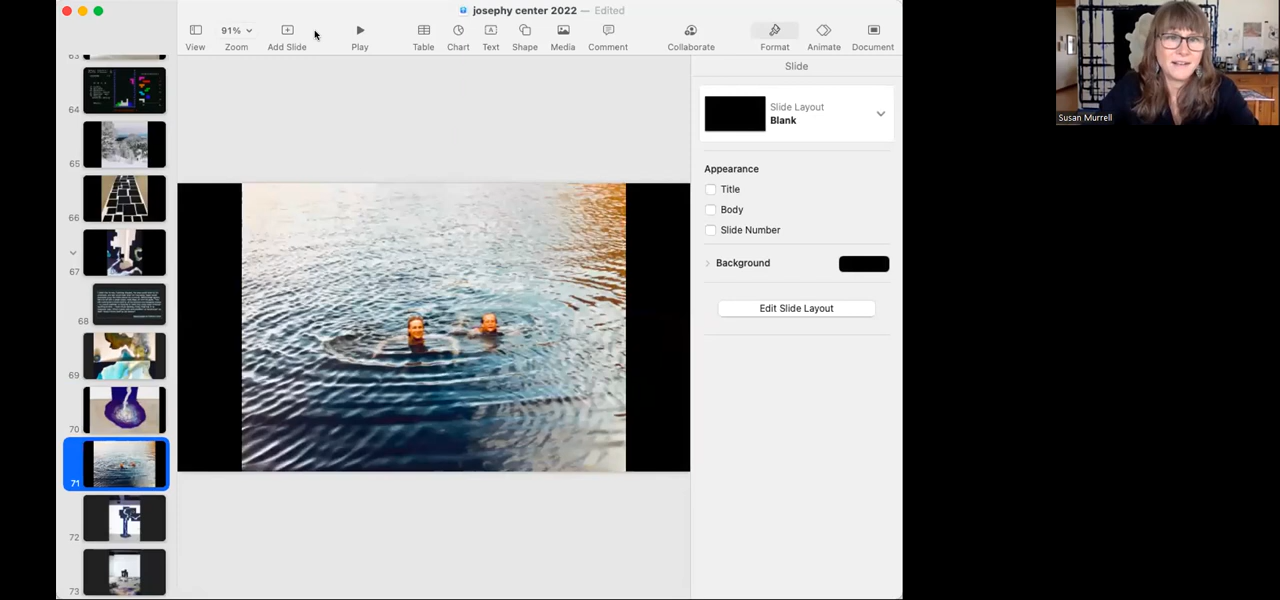 josephy center 2022 — Edited
91%
View Zoom Add Slide Play Table Chart Text Shape Media Comment Collaborate Format Animate Document
Slide
Slide Layout
Blank
Appearance
Title
Body
Slide Number
Background
Edit Slide Layout
63
64
65
66
67
68
69
70
71
72
73
Susan Murrell